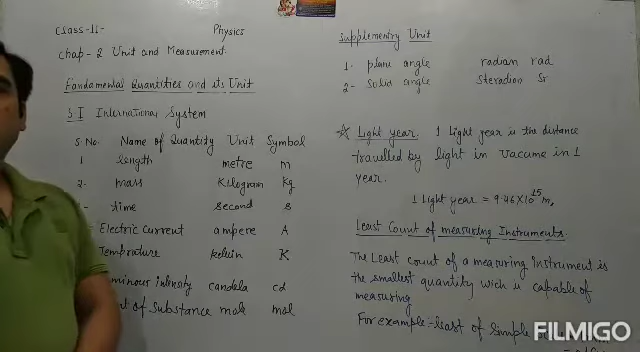 Class-11- Physics
Chap-2 Unit and Measurement.
Fundamental Quantities and its Unit
S I International System
S. No. Name of Quantity Unit Symbol
1 length metre m
2- mass Kilogram Kg
time second s
Electric current ampere A
Temprature kelvin K
minous intensity candela cd
nt of Substance mole mol
Supplementry Unit
1- plane angle radian rad
2- Solid angle Steradian Sr
☆ Light year. 1 Light year is the distance
travelled by light in Vacume in 1
year.
1 Light year = 9.46×10^15 m,
Least Count of measuring Instruments.
The Least count of a measuring instrument is
the smallest quantity wich is capable of
measuring
For example-least of Simple
FILMIGO